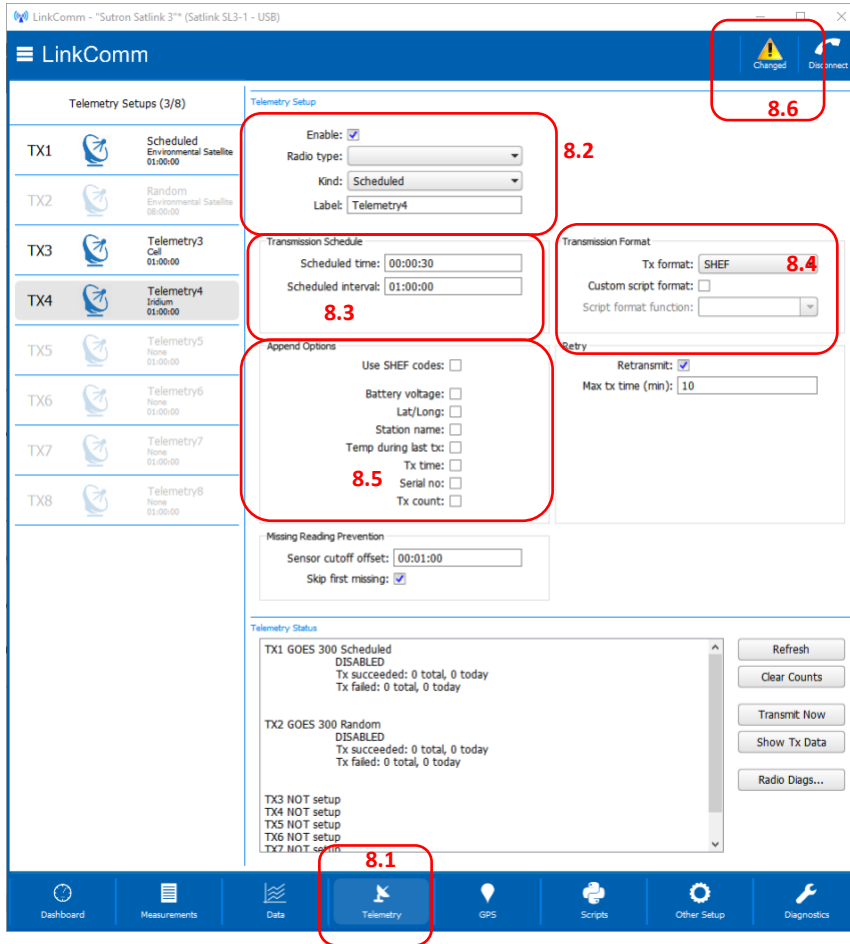 LinkComm - "Sutron Satlink 3"* (Satlink SL3-1 - USB)
LinkComm
Changed
Disconnect
8.6
Telemetry Setups (3/8)
TX1
Scheduled
Environmental Satellite
01:00:00
TX2
Random
Environmental Satellite
08:00:00
TX3
Telemetry3
Cell
01:00:00
TX4
Telemetry4
Iridium
01:00:00
TX5
Telemetry5
None
01:00:00
TX6
Telemetry6
None
01:00:00
TX7
Telemetry7
None
01:00:00
TX8
Telemetry8
None
01:00:00
Telemetry Setup
Enable:
Radio type:
Kind: Scheduled
Label: Telemetry4
8.2
Transmission Schedule
Scheduled time: 00:00:30
Scheduled interval: 01:00:00
8.3
Transmission Format
Tx format: SHEF
8.4
Custom script format:
Script format function:
Append Options
Use SHEF codes:
Battery voltage:
Lat/Long:
Station name:
Temp during last tx:
Tx time:
8.5
Serial no:
Tx count:
Retry
Retransmit:
Max tx time (min): 10
Missing Reading Prevention
Sensor cutoff offset: 00:01:00
Skip first missing:
Telemetry Status
TX1 GOES 300 Scheduled
DISABLED
Tx succeeded: 0 total, 0 today
Tx failed: 0 total, 0 today
TX2 GOES 300 Random
DISABLED
Tx succeeded: 0 total, 0 today
Tx failed: 0 total, 0 today
TX3 NOT setup
TX4 NOT setup
TX5 NOT setup
TX6 NOT setup
TX7 NOT setup
Refresh
Clear Counts
Transmit Now
Show Tx Data
Radio Diags...
8.1
Dashboard
Measurements
Data
Telemetry
GPS
Scripts
Other Setup
Diagnostics